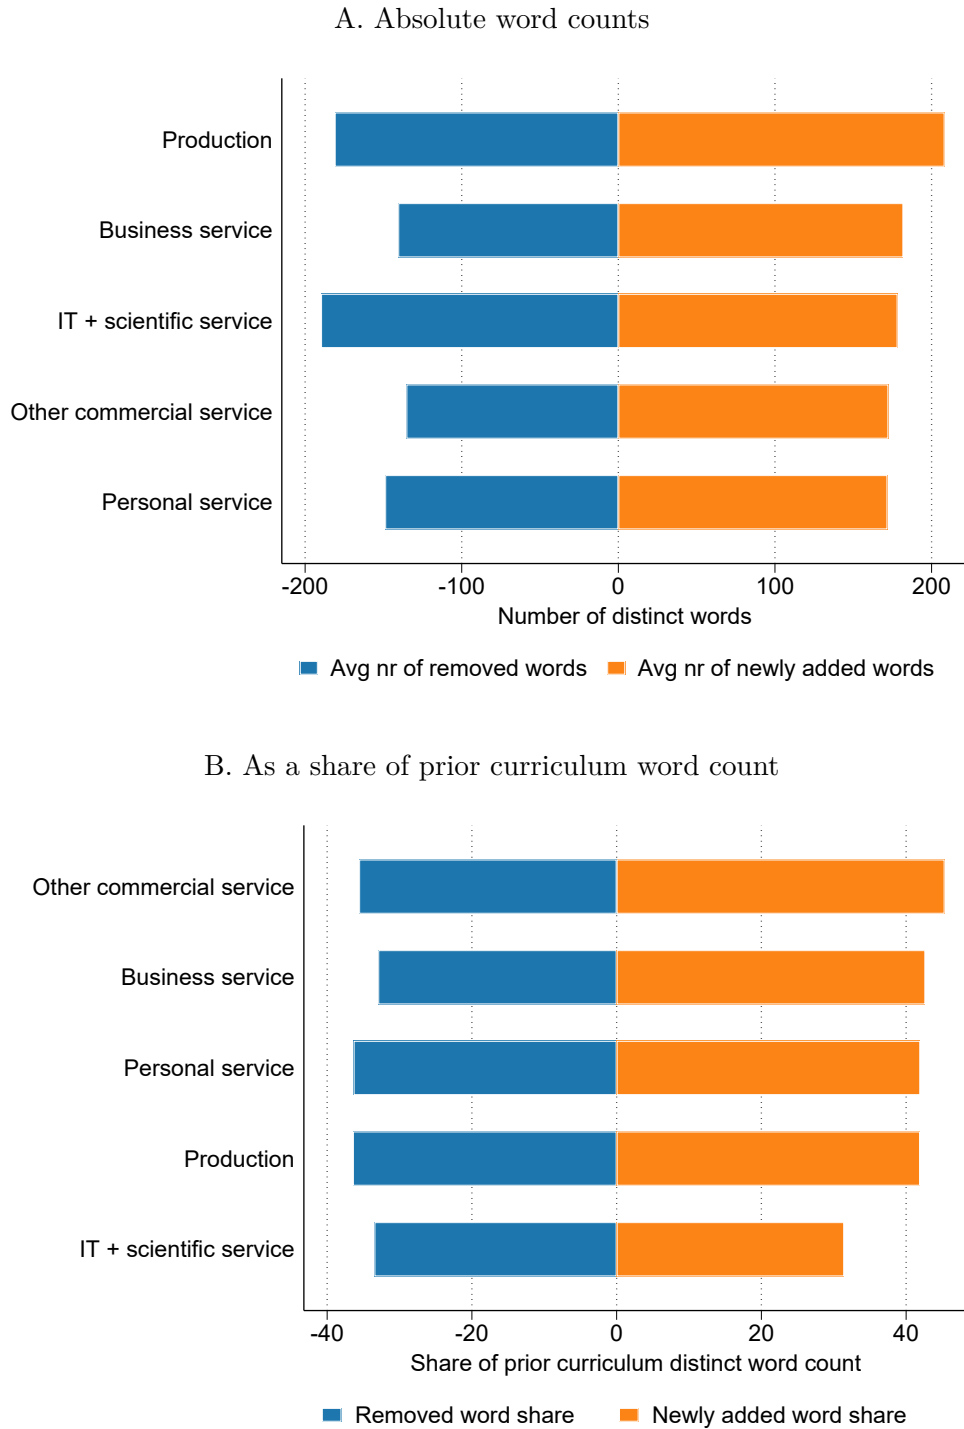 A. Absolute word counts
Production
Business service
IT + scientific service
Other commercial service
Personal service
-200 -100 0 100 200
Number of distinct words
Avg nr of removed words Avg nr of newly added words
B. As a share of prior curriculum word count
Other commercial service
Business service
Personal service
Production
IT + scientific service
-40 -20 0 20 40
Share of prior curriculum distinct word count
Removed word share Newly added word share